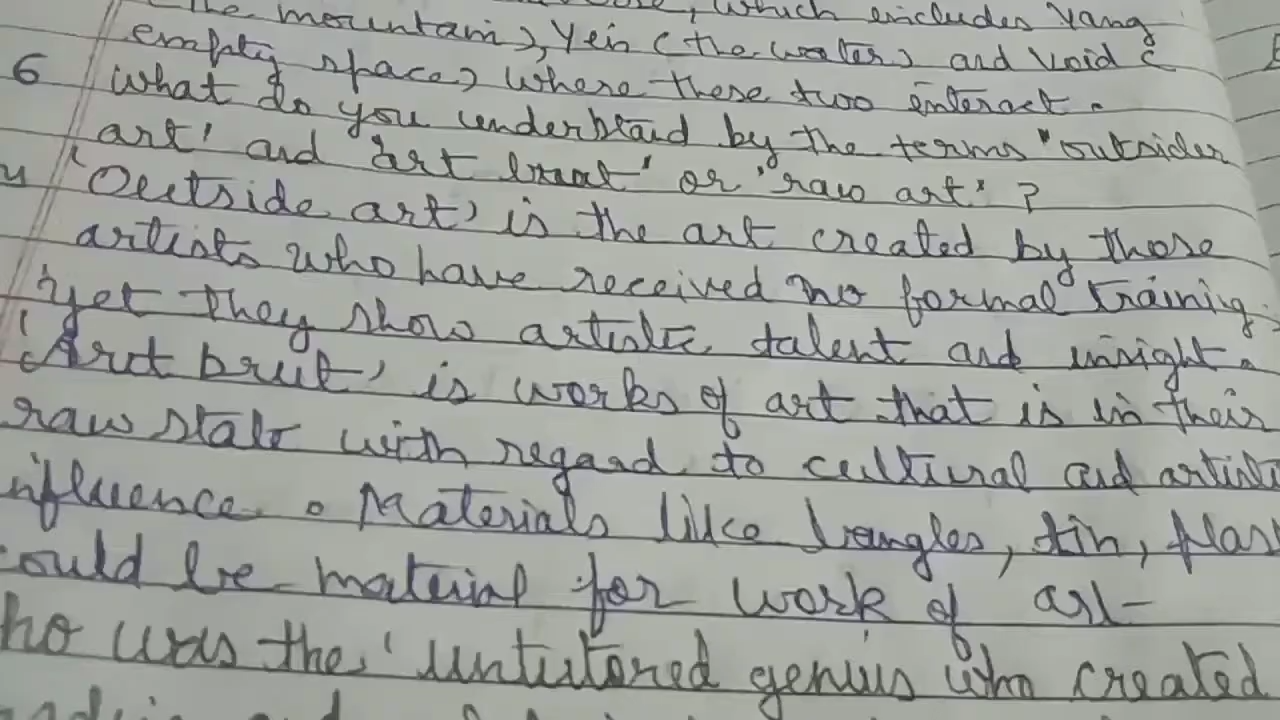 the mountain), Yein (the water) and Void (
empty space) where these two interact.
6 What do you understand by the terms "outsider
art' and 'art brut' or 'raw art'?
'Outside art' is the art created by those
artists who have received no formal training
yet they show artistic talent and insight.
'Art brut' is works of art that is in their
raw state with regard to cultural and artisti
influence. Materials like bangles, tin, flas
could be material for work of art
ho was the 'untutored genius who created